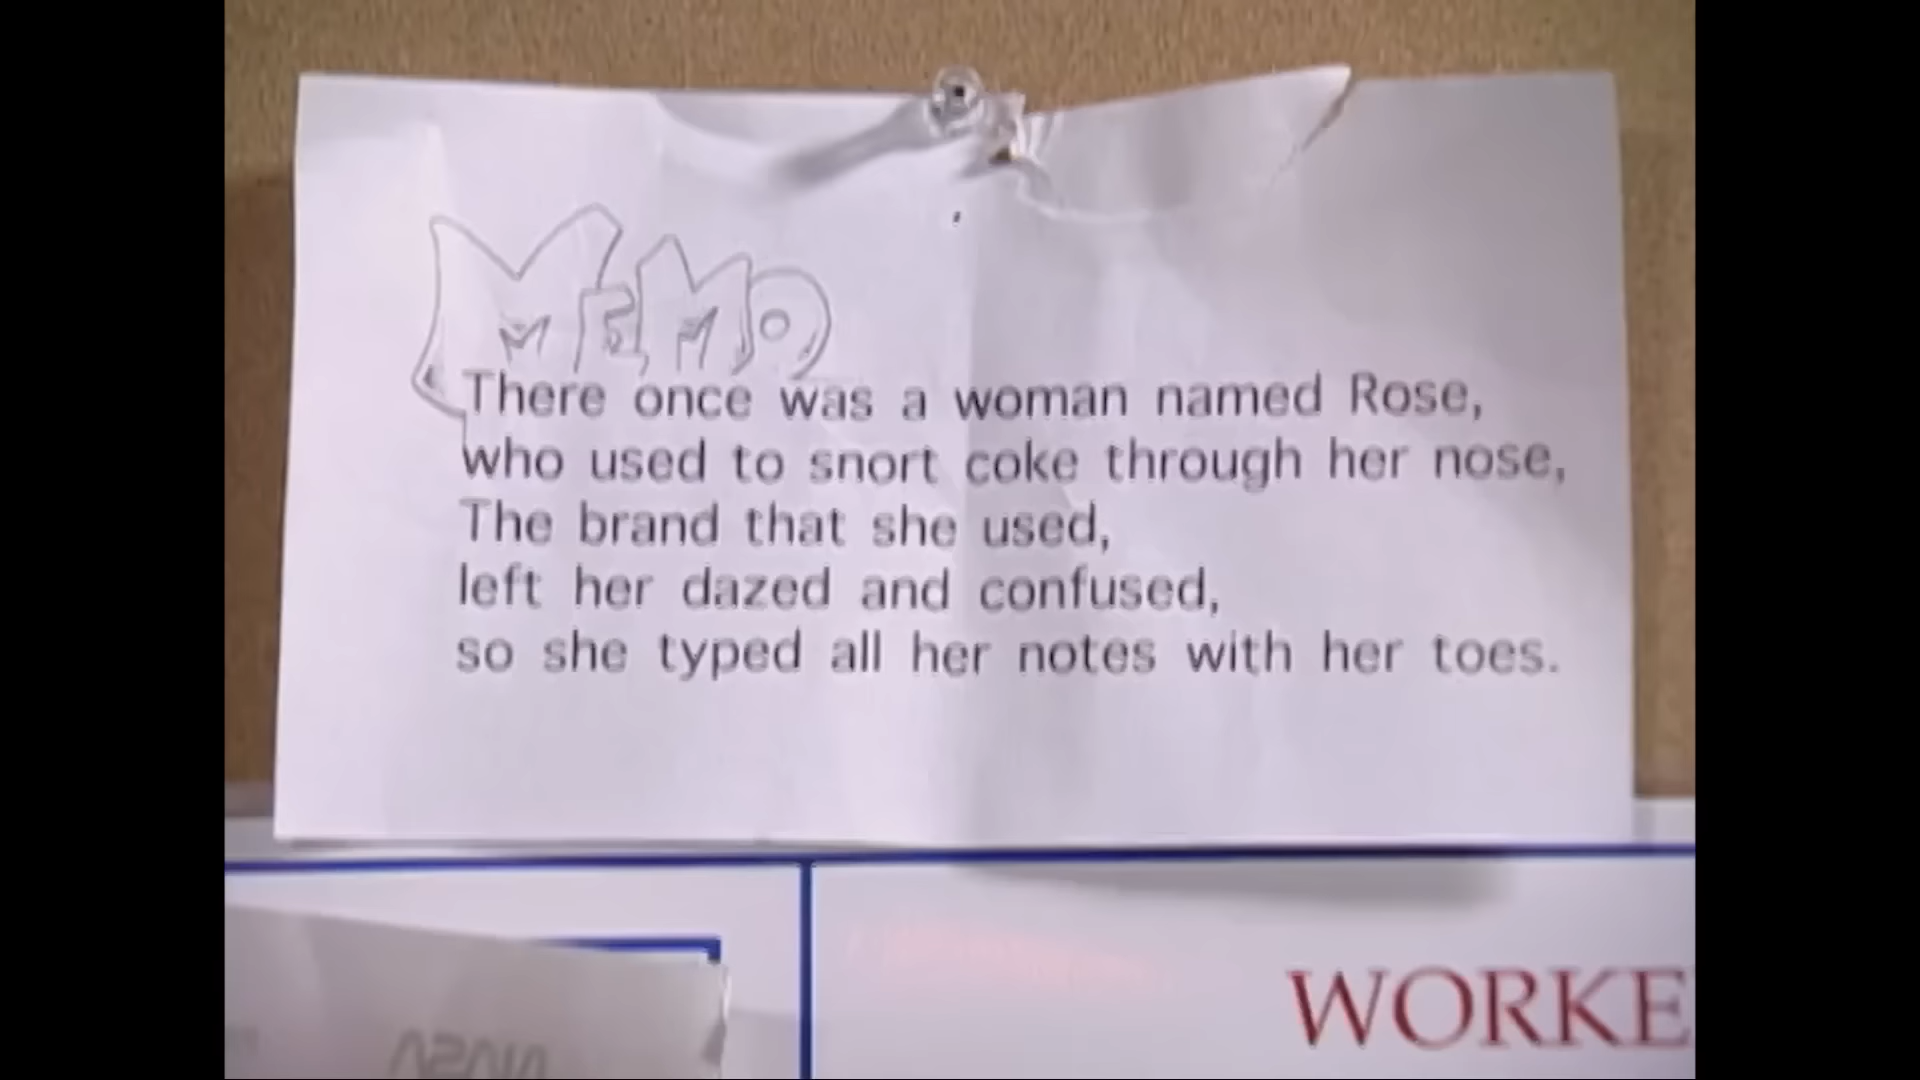 MEMO
There once was a woman named Rose,
who used to snort coke through her nose,
The brand that she used,
left her dazed and confused,
so she typed all her notes with her toes.
WORKE
NASA